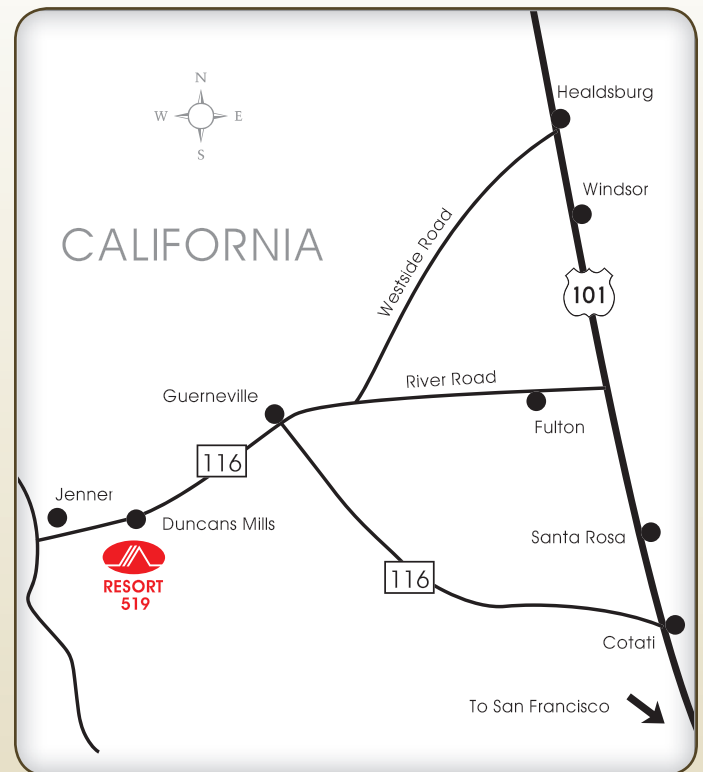 N
Healdsburg
W
E
S
Windsor
Westside Road
CALIFORNIA
101
River Road
Guerneville
Fulton
116
Jenner
Duncans Mills
Santa Rosa
RESORT
519
116
Cotati
To San Francisco